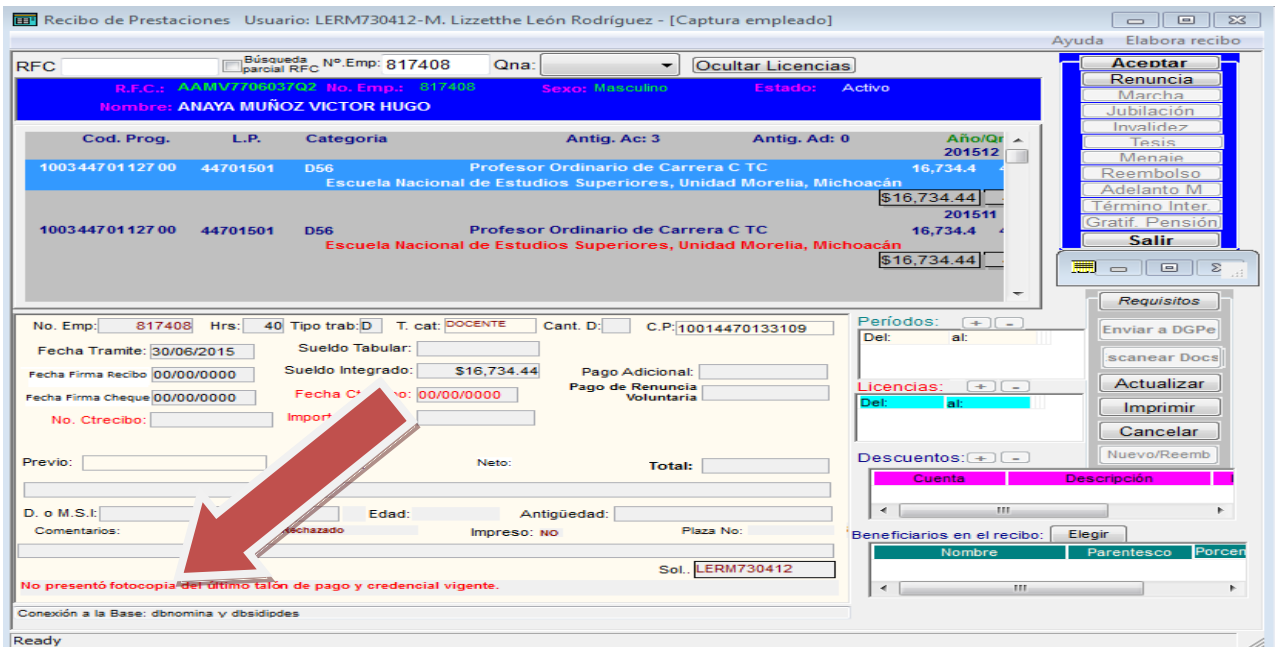 Recibo de Prestaciones Usuario: LERM730412-M. Lizzetthe León Rodríguez - [Captura empleado]
Ayuda Elabora recibo
RFC Búsqueda parcial RFC Nº.Emp: 817408 Qna: Ocultar Licencias
R.F.C.: AAMV7706037Q2 No. Emp.: 817408 Sexo: Masculino Estado: Activo
Nombre: ANAYA MUÑOZ VICTOR HUGO
Cod. Prog. L.P. Categoria Antig. Ac: 3 Antig. Ad: 0 Año/Qr
201512
10034470112700 44701501 D56 Profesor Ordinario de Carrera C TC 16,734.4
Escuela Nacional de Estudios Superiores, Unidad Morelia, Michoacán
$16,734.44
201511
10034470112700 44701501 D56 Profesor Ordinario de Carrera C TC 16,734.4
Escuela Nacional de Estudios Superiores, Unidad Morelia, Michoacán
$16,734.44
Aceptar
Renuncia
Marcha
Jubilación
Invalidez
Tesis
Menaje
Reembolso
Adelanto M
Término Inter.
Gratif. Pensión
Salir
No. Emp: 817408 Hrs: 40 Tipo trab: D T. cat: DOCENTE Cant. D: C.P: 10014470133109
Fecha Tramite: 30/06/2015 Sueldo Tabular:
Fecha Firma Recibo 00/00/0000 Sueldo Integrado: $16,734.44 Pago Adicional:
Fecha Firma Cheque 00/00/0000 Fecha 00/00/0000 Pago de Renuncia Voluntaria
No. Ctrecibo:
Previo: Neto: Total:
D. o M.S.I: Edad: Antigüedad:
Comentarios: Impreso: NO Plaza No:
Sol.. LERM730412
No presentó fotocopia del último talón de pago y credencial vigente.
Períodos: + -
Del: al:
Licencias: + -
Del: al:
Descuentos: + -
Cuenta Descripción
Beneficiarios en el recibo: Elegir
Nombre Parentesco Porcen
Requisitos
Enviar a DGPe
scanear Docs
Actualizar
Imprimir
Cancelar
Nuevo/Reemb
Conexión a la Base: dbnomina y dbsidipdes
Ready